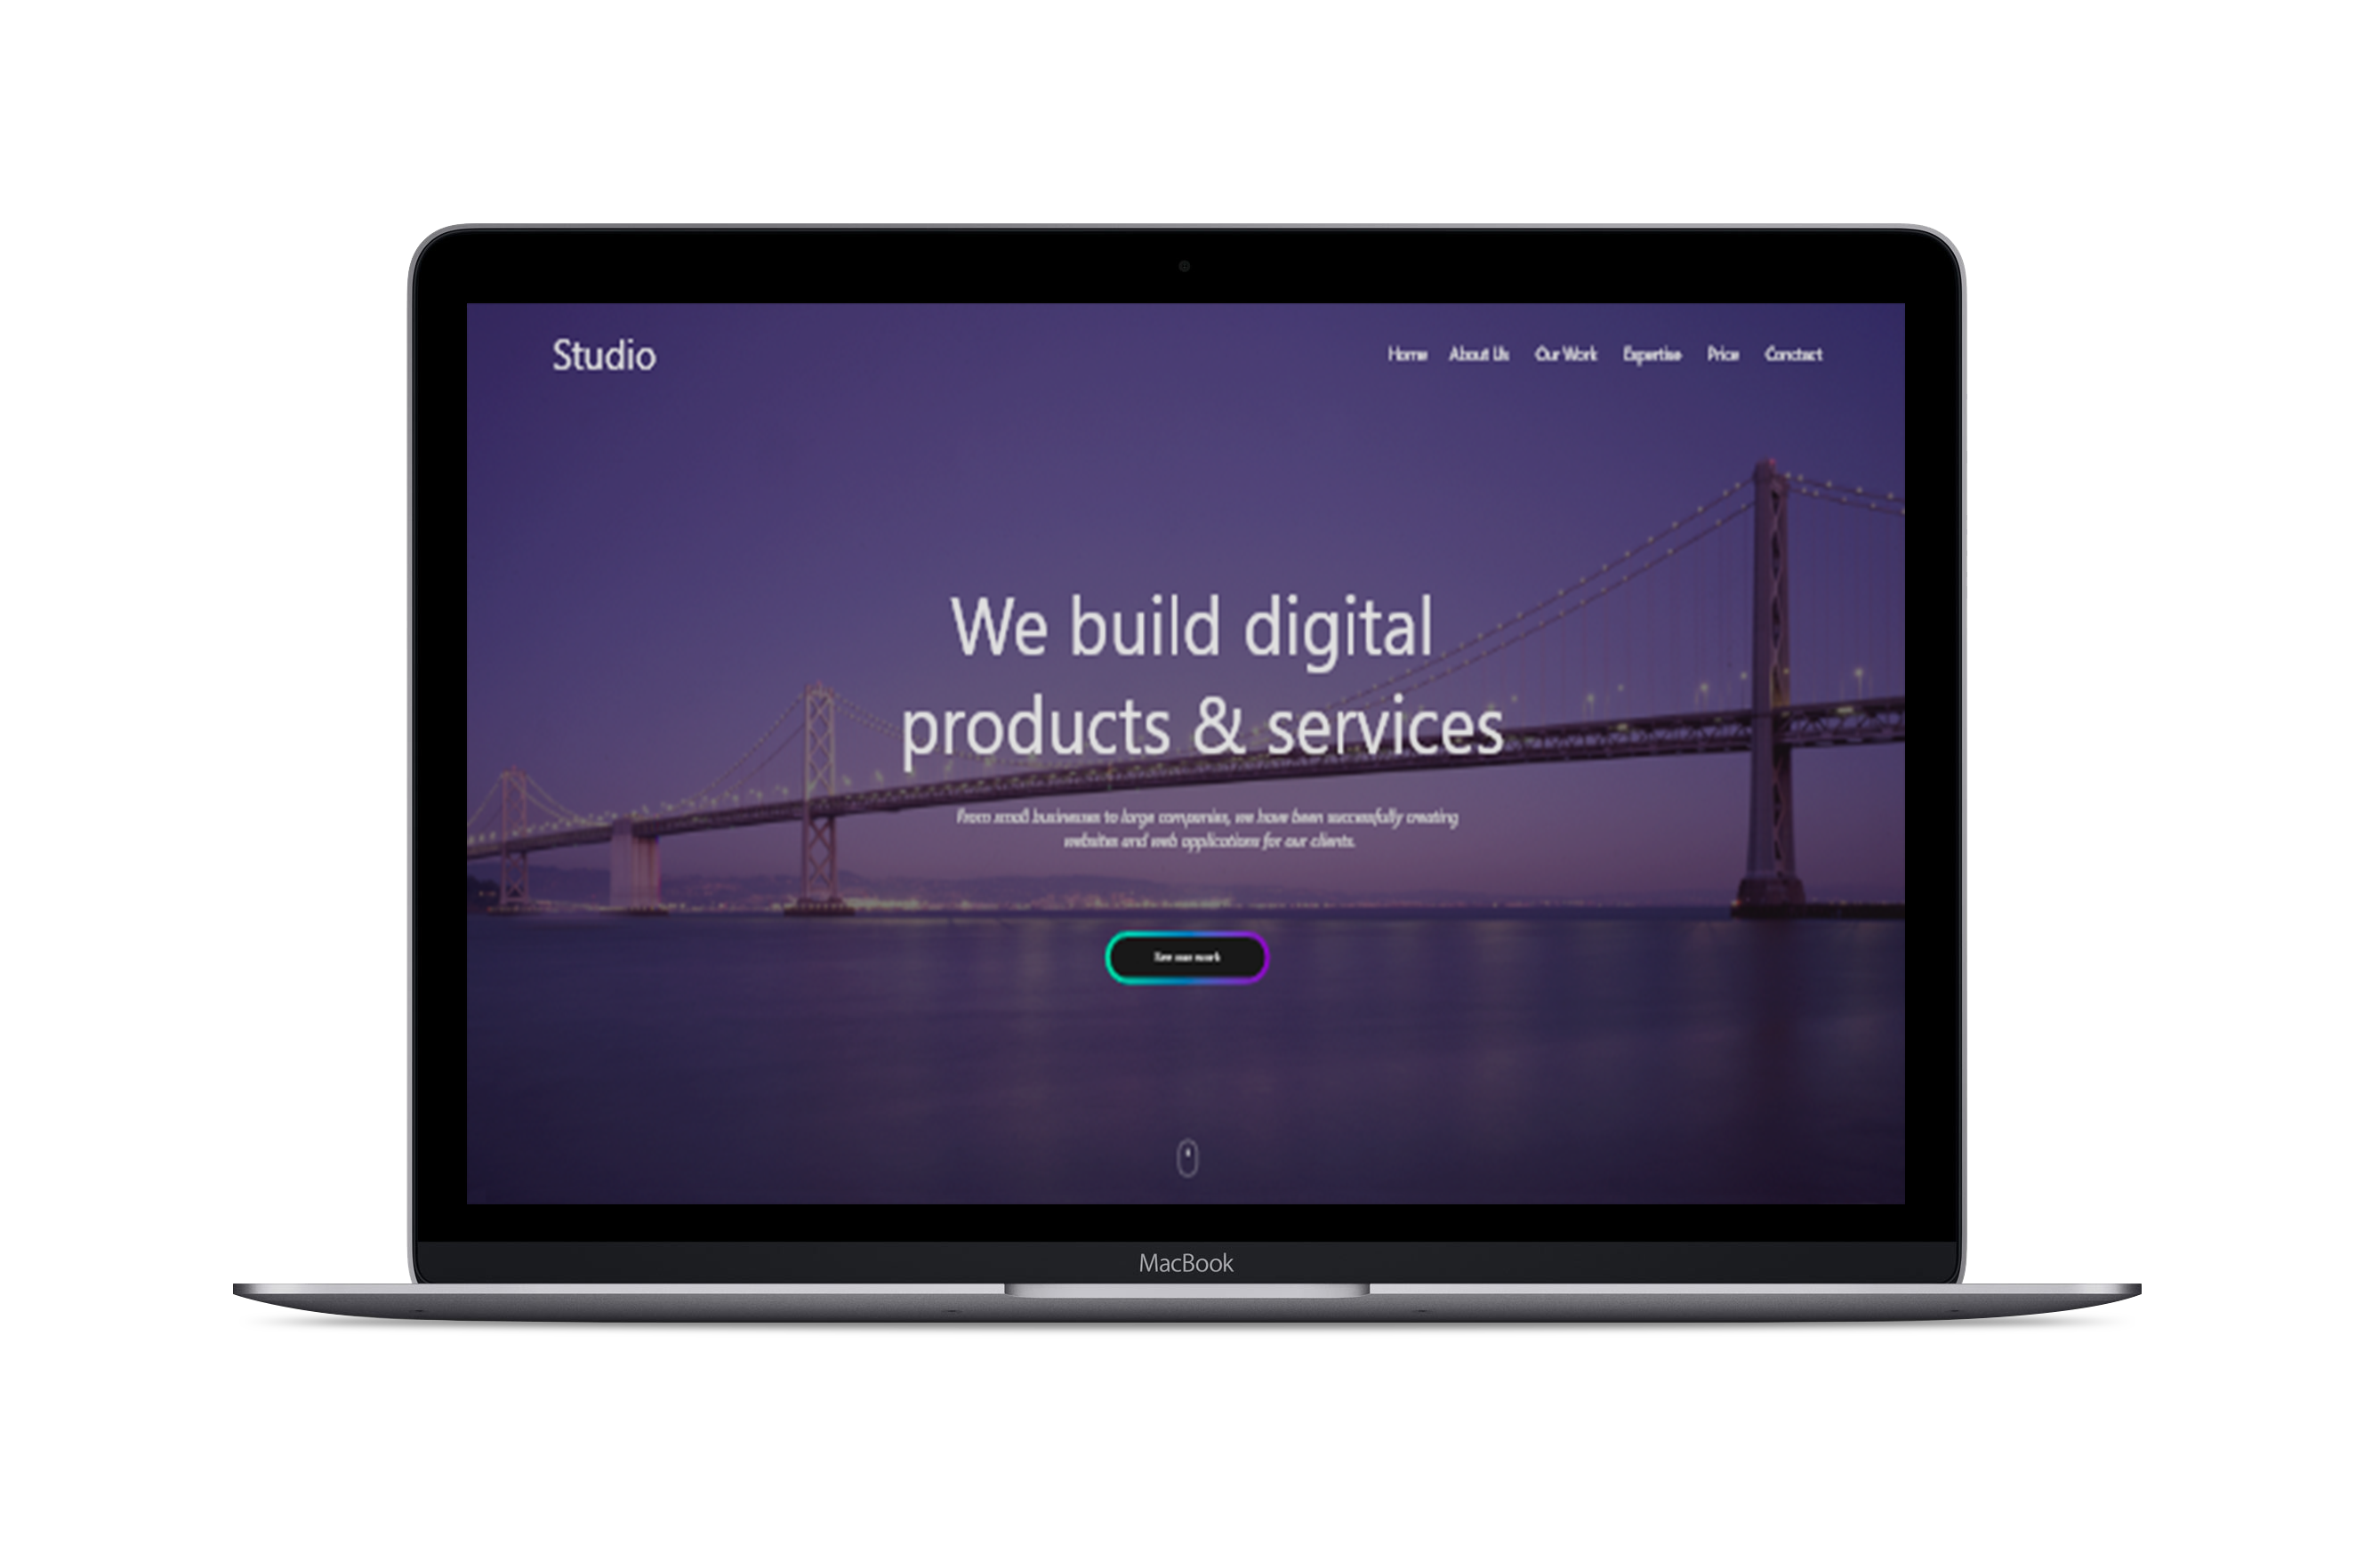 Studio
Home About Us Our Work Expertise Price Conctact
We build digital
products & services
From small businesses to large companies, we have been successfully creating
websites and web applications for our clients.
See our work
MacBook